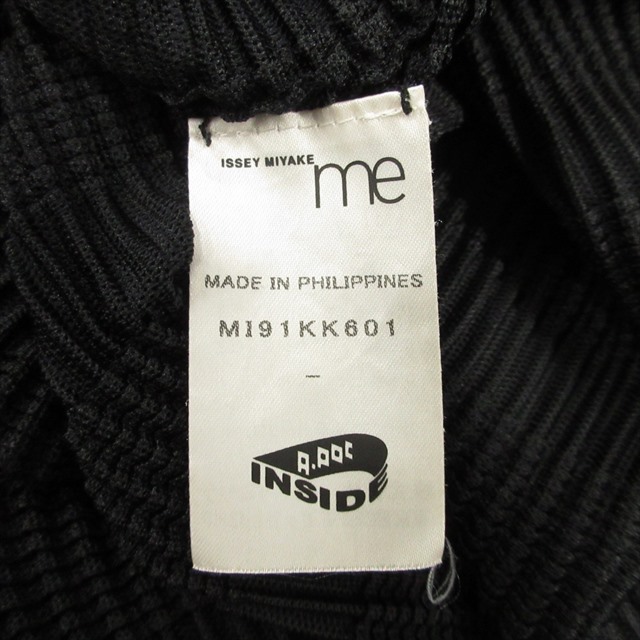 ISSEY MIYAKE me
MADE IN PHILIPPINES
MI91KK601
A.POC
INSIDE